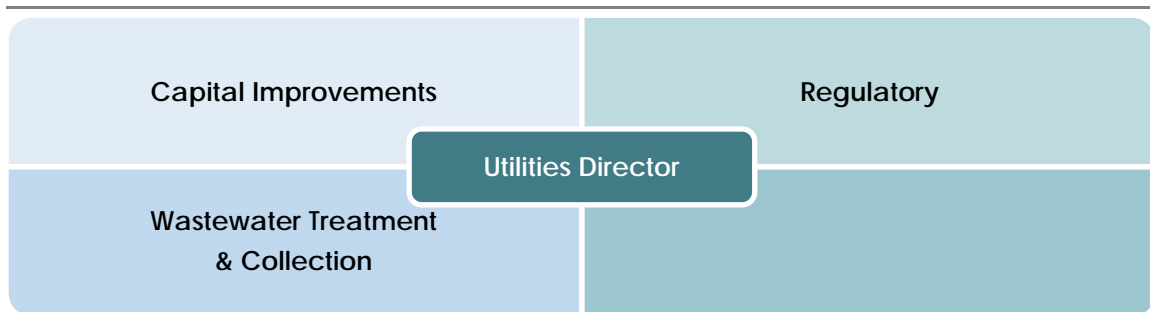 Capital Improvements
Regulatory
Utilities Director
Wastewater Treatment
& Collection